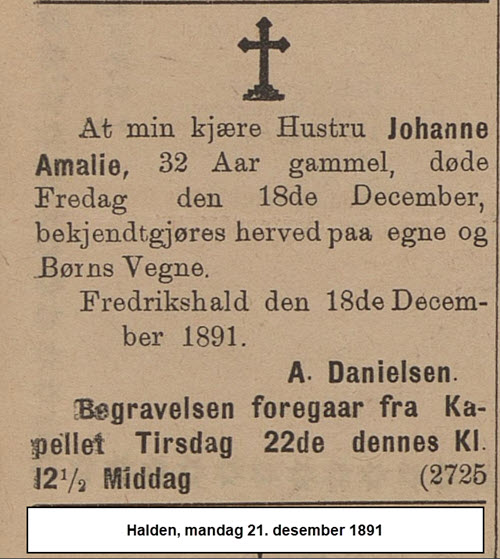 At min kjære Hustru Johanne
Amalie, 32 Aar gammel, døde
Fredag den 18de December,
bekjendtgjøres herved paa egne og
Børns Vegne.
Fredrikshald den 18de Decem-
ber 1891.
A. Danielsen.
Begravelsen foregaar fra Ka-
pellet Tirsdag 22de dennes Kl.
12½ Middag (2725
Halden, mandag 21. desember 1891